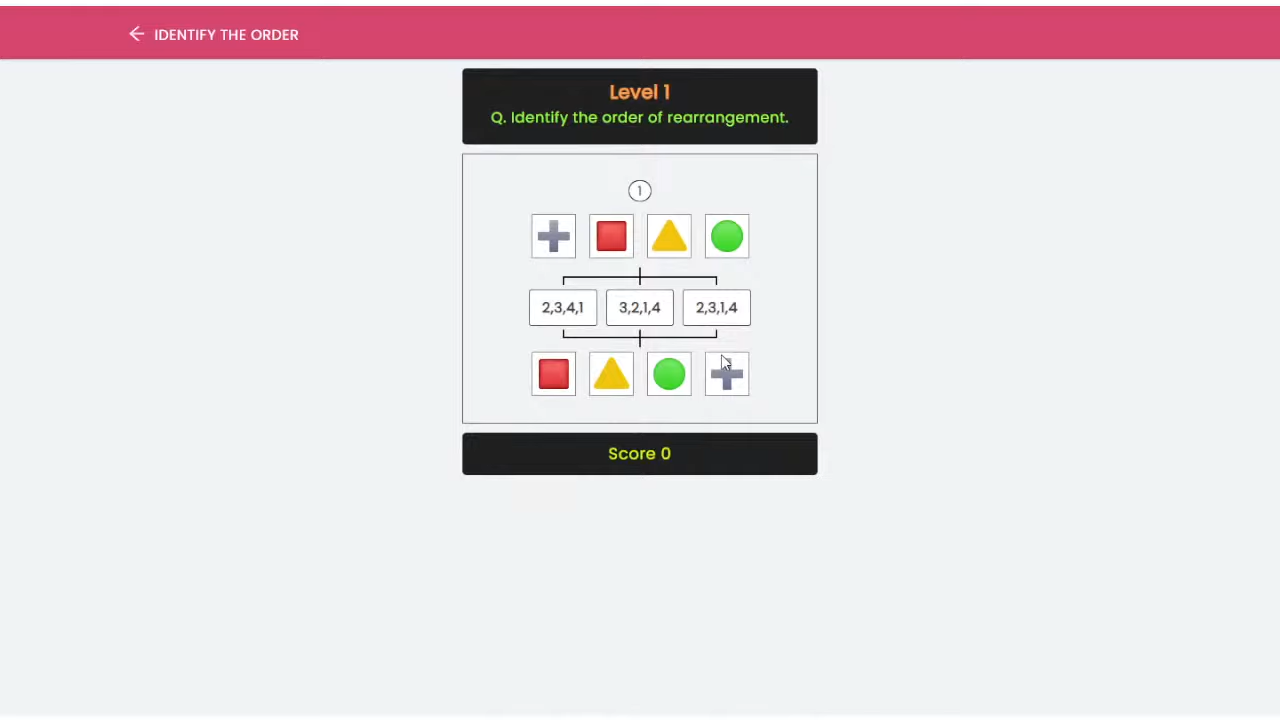 IDENTIFY THE ORDER
Level 1
Q. Identify the order of rearrangement.
1
2,3,4,1 3,2,1,4 2,3,1,4
Score 0